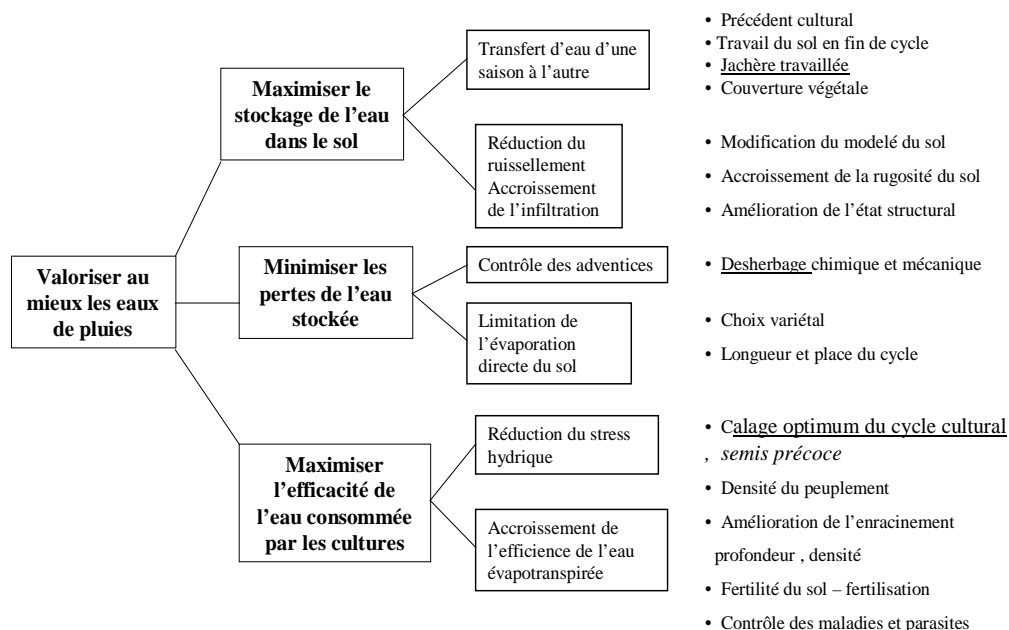 Valoriser au
mieux les eaux
de pluies
Maximiser le
stockage de l'eau
dans le sol
Transfert d'eau d'une
saison à l'autre
• Précédent cultural
• Travail du sol en fin de cycle
• Jachère travaillée
• Couverture végétale
Réduction du
ruissellement
Accroissement
de l'infiltration
• Modification du modelé du sol
• Accroissement de la rugosité du sol
• Amélioration de l'état structural
Minimiser les
pertes de l'eau
stockée
Contrôle des adventices
• Desherbage chimique et mécanique
Limitation de
l'évaporation
directe du sol
• Choix variétal
• Longueur et place du cycle
Maximiser
l'efficacité de
l'eau consommée
par les cultures
Réduction du stress
hydrique
• Calage optimum du cycle cultural
, semis précoce
• Densité du peuplement
Accroissement de
l'efficience de l'eau
évapotranspirée
• Amélioration de l'enracinement
profondeur , densité
• Fertilité du sol – fertilisation
• Contrôle des maladies et parasites